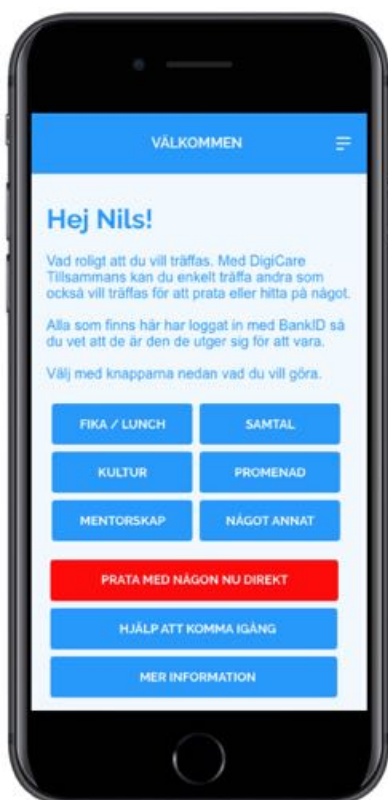 VÄLKOMMEN
Hej Nils!
Vad roligt att du vill träffas. Med DigiCare
Tillsammans kan du enkelt träffa andra som
också vill träffas för att prata eller hitta på något.
Alla som finns här har loggat in med BankID så
du vet att de är den de utger sig för att vara.
Välj med knapparna nedan vad du vill göra.
FIKA / LUNCH
SAMTAL
KULTUR
PROMENAD
MENTORSKAP
NÅGOT ANNAT
PRATA MED NÅGON NU DIREKT
HJÄLP ATT KOMMA IGÅNG
MER INFORMATION